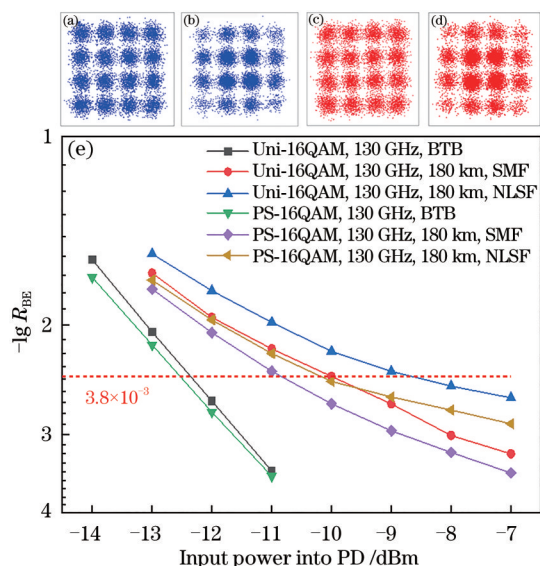 (a) (b) (c) (d)
1
(e)
Uni-16QAM, 130 GHz, BTB
Uni-16QAM, 130 GHz, 180 km, SMF
Uni-16QAM, 130 GHz, 180 km, NLSF
PS-16QAM, 130 GHz, BTB
PS-16QAM, 130 GHz, 180 km, SMF
PS-16QAM, 130 GHz, 180 km, NLSF
−lg R_BE
2
3.8×10⁻³
3
4
−14 −13 −12 −11 −10 −9 −8 −7
Input power into PD /dBm